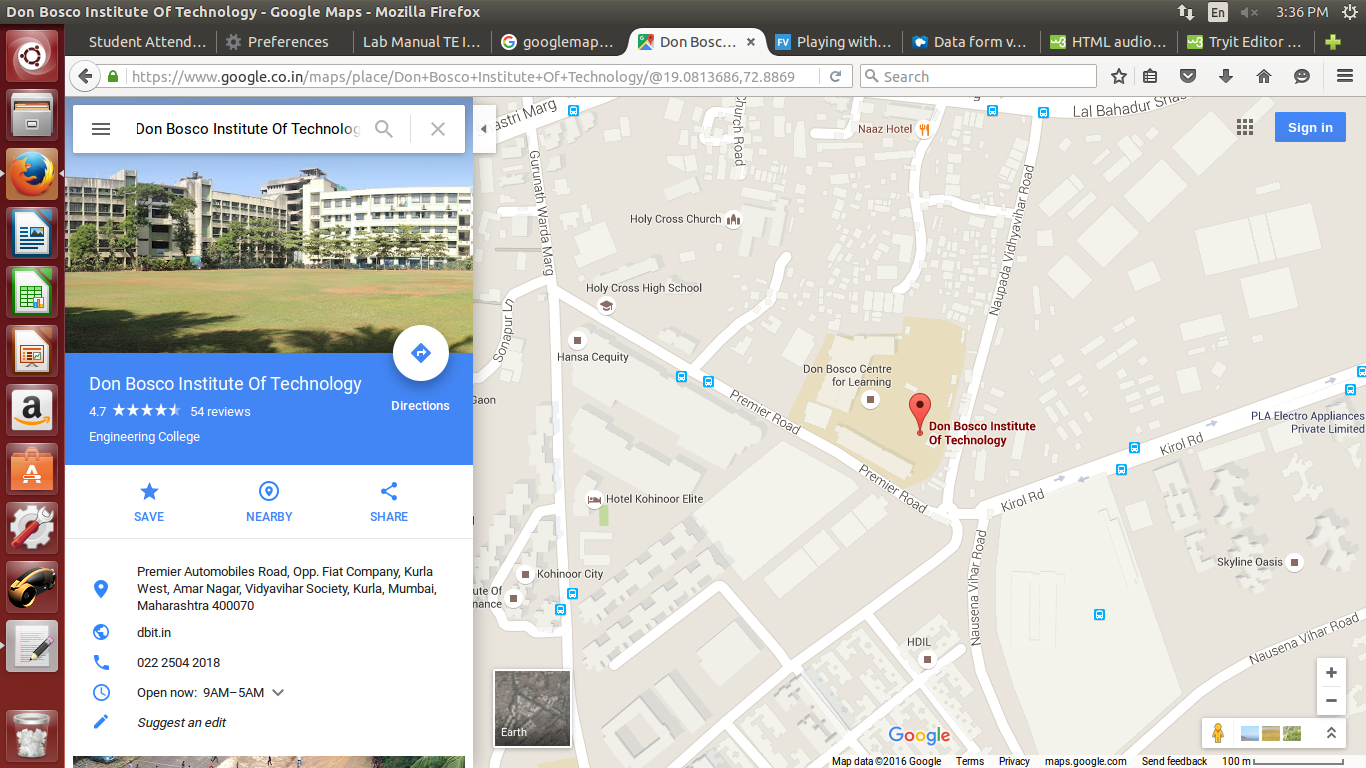 Don Bosco Institute Of Technology - Google Maps - Mozilla Firefox
En
3:36 PM
Student Attend...
Preferences
Lab Manual TE I...
googlemap...
Don Bosc...
FV
Playing with...
Data form v...
HTML audio...
Tryit Editor ...
https://www.google.co.in/maps/place/Don+Bosco+Institute+Of+Technology/@19.0813686,72.8869
Search
Don Bosco Institute Of Technolog
Sign in
Don Bosco Institute Of Technology
4.7
54 reviews
Engineering College
Directions
SAVE
NEARBY
SHARE
Premier Automobiles Road, Opp. Fiat Company, Kurla
West, Amar Nagar, Vidyavihar Society, Kurla, Mumbai,
Maharashtra 400070
dbit.in
022 2504 2018
Open now: 9AM–5AM
Suggest an edit
astri Marg
Church Road
Lal Bahadur Shas
Naaz Hotel
Gurunath Warda Marg
Holy Cross Church
Naupada Vidhyavihar Road
Holy Cross High School
Sonapur Ln
Hansa Cequity
Don Bosco Centre
for Learning
Gaon
Premier Road
Don Bosco Institute
Of Technology
PLA Electro Appliances
Private Limited
Kirol Rd
Premier Road
Kirol Rd
Hotel Kohinoor Elite
Nausena Vihar Road
Skyline Oasis
Kohinoor City
ute Of
nance
HDIL
Nausena Vihar Road
Earth
Google
Map data ©2016 Google
Terms
Privacy
maps.google.com
Send feedback
100 m